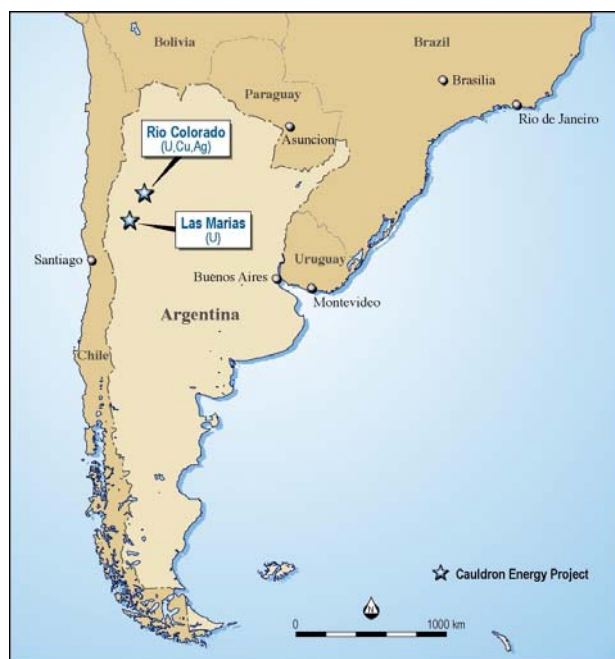 Bolivia
Brazil
Brasilia
Paraguay
Rio de Janeiro
Asuncion
Rio Colorado
(U,Cu,Ag)
Las Marias
(U)
Uruguay
Santiago
Buenos Aires
Montevideo
Argentina
Chile
Cauldron Energy Project
N
0
1000 km